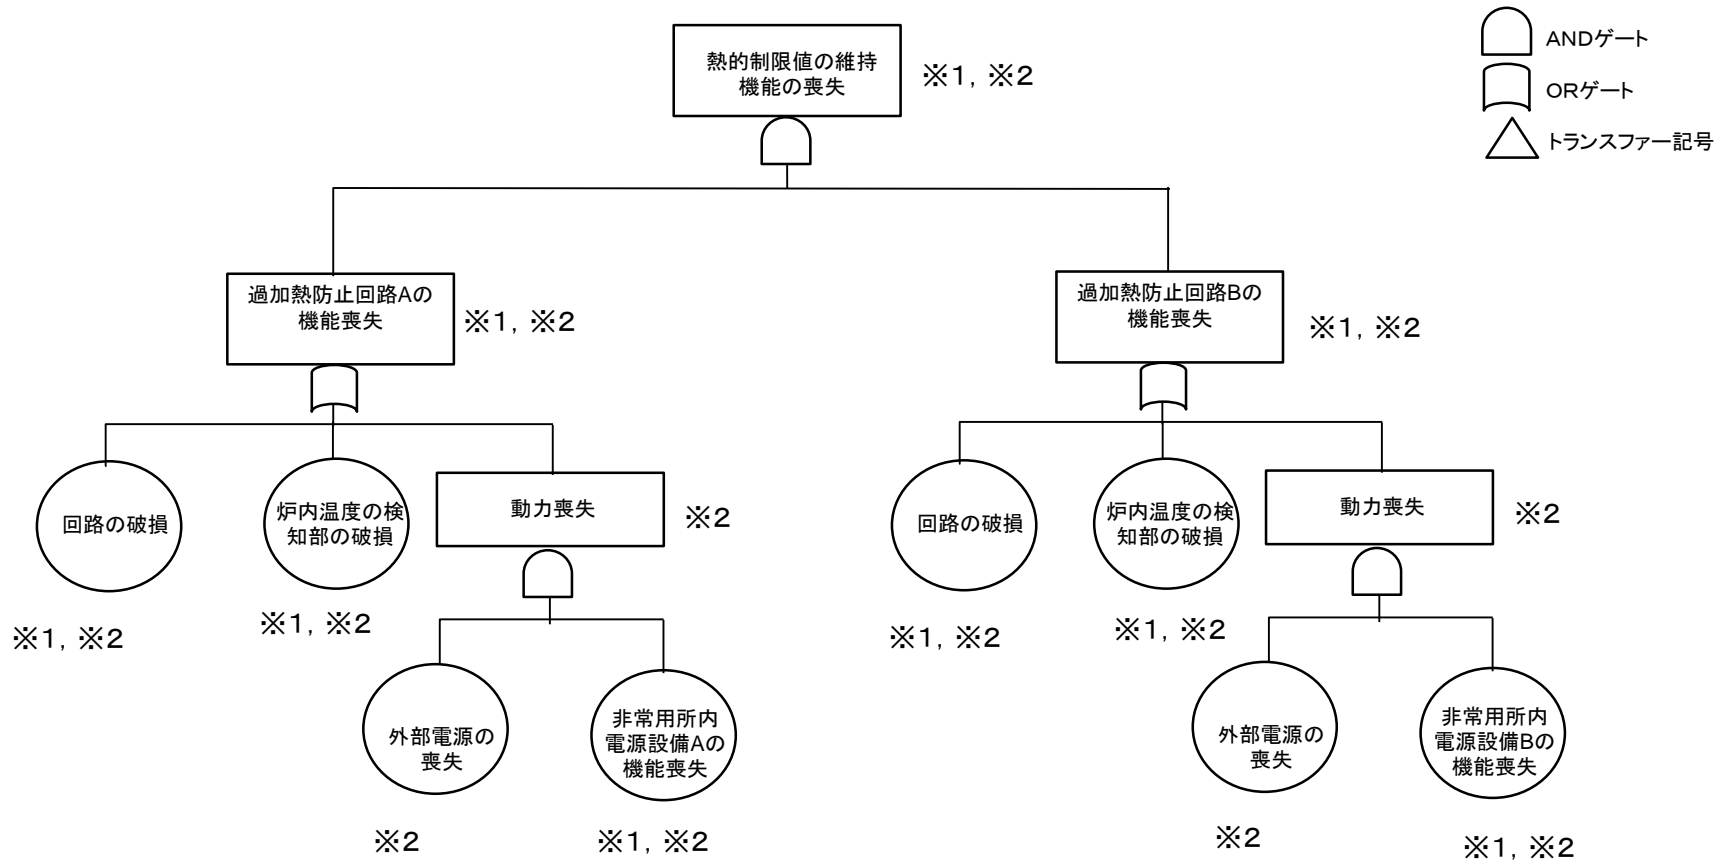 熱的制限値の維持
機能の喪失
※1, ※2
ANDゲート
ORゲート
トランスファー記号
過加熱防止回路Aの
機能喪失
※1, ※2
過加熱防止回路Bの
機能喪失
※1, ※2
回路の破損
※1, ※2
炉内温度の検
知部の破損
※1, ※2
動力喪失
※2
回路の破損
※1, ※2
炉内温度の検
知部の破損
※1, ※2
動力喪失
※2
外部電源の
喪失
※2
非常用所内
電源設備Aの
機能喪失
※1, ※2
外部電源の
喪失
※2
非常用所内
電源設備Bの
機能喪失
※1, ※2